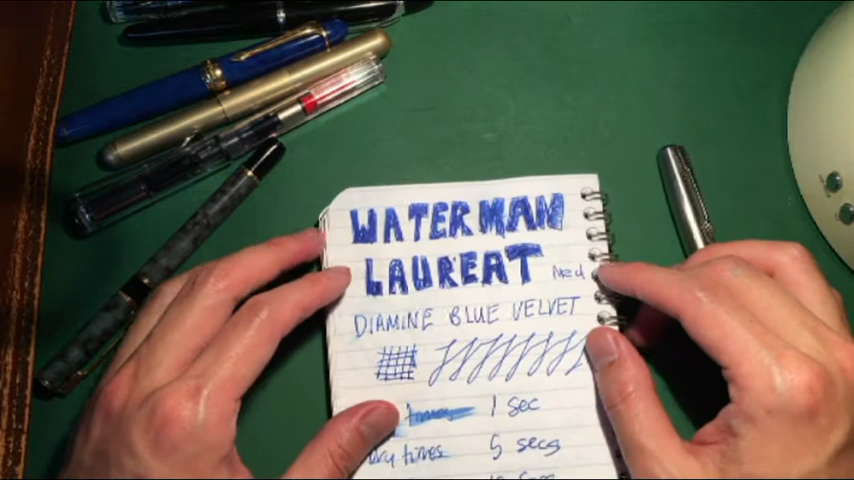 WATERMAN
LAUREAT Med
DIAMINE BLUE VELVET
1 sec
Dry times 5 secs